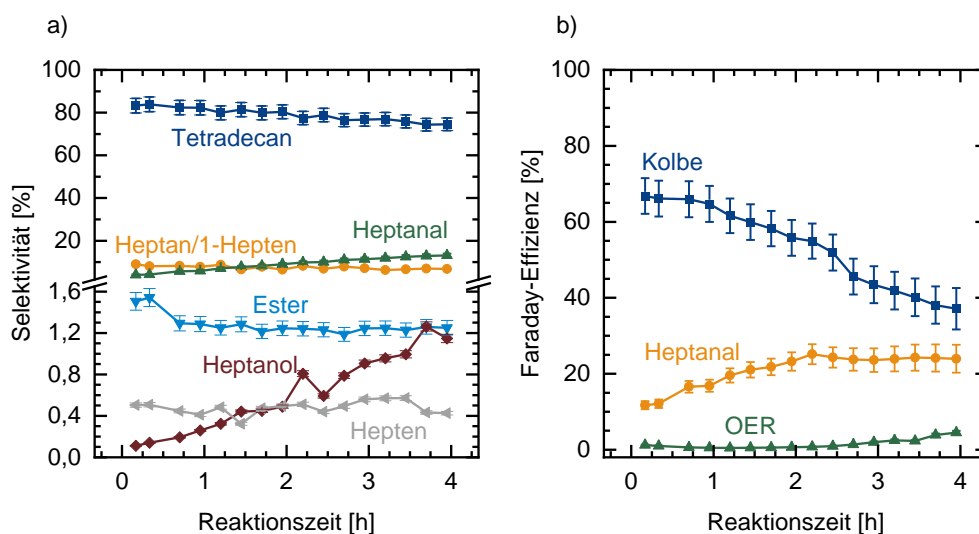 a)
100
80
60
40
20
1,6
1,2
0,8
0,4
0,0
Selektivität [%]
Tetradecan
Heptan/1-Hepten
Heptanal
Ester
Heptanol
Hepten
0 1 2 3 4
Reaktionszeit [h]
b)
100
80
60
40
20
0
Faraday-Effizienz [%]
Kolbe
Heptanal
OER
0 1 2 3 4
Reaktionszeit [h]